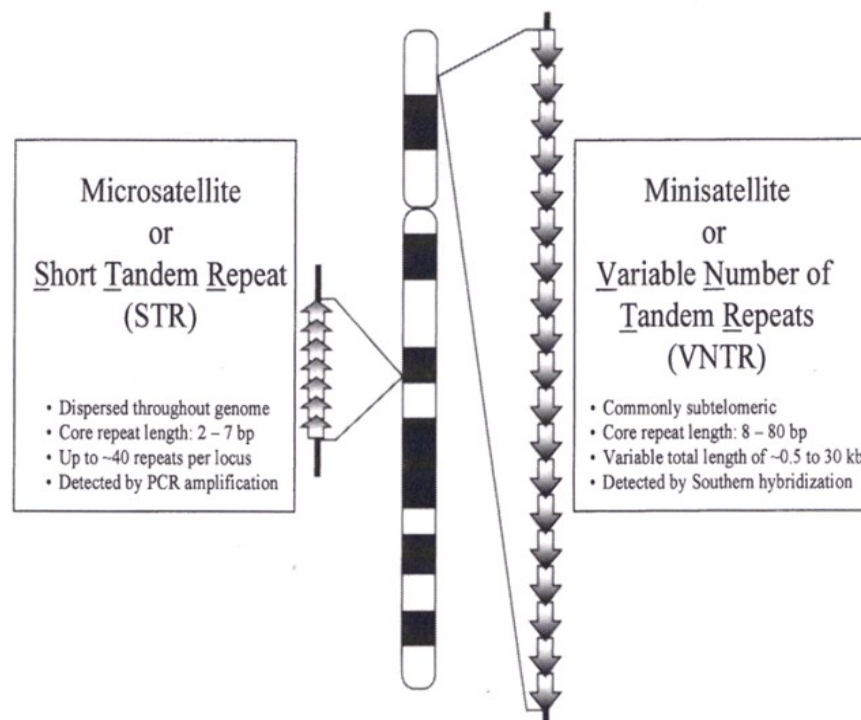 Microsatellite
or
Short Tandem Repeat
(STR)
• Dispersed throughout genome
• Core repeat length: 2 – 7 bp
• Up to ~40 repeats per locus
• Detected by PCR amplification
Minisatellite
or
Variable Number of
Tandem Repeats
(VNTR)
• Commonly subtelomeric
• Core repeat length: 8 – 80 bp
• Variable total length of ~0.5 to 30 kb
• Detected by Southern hybridization